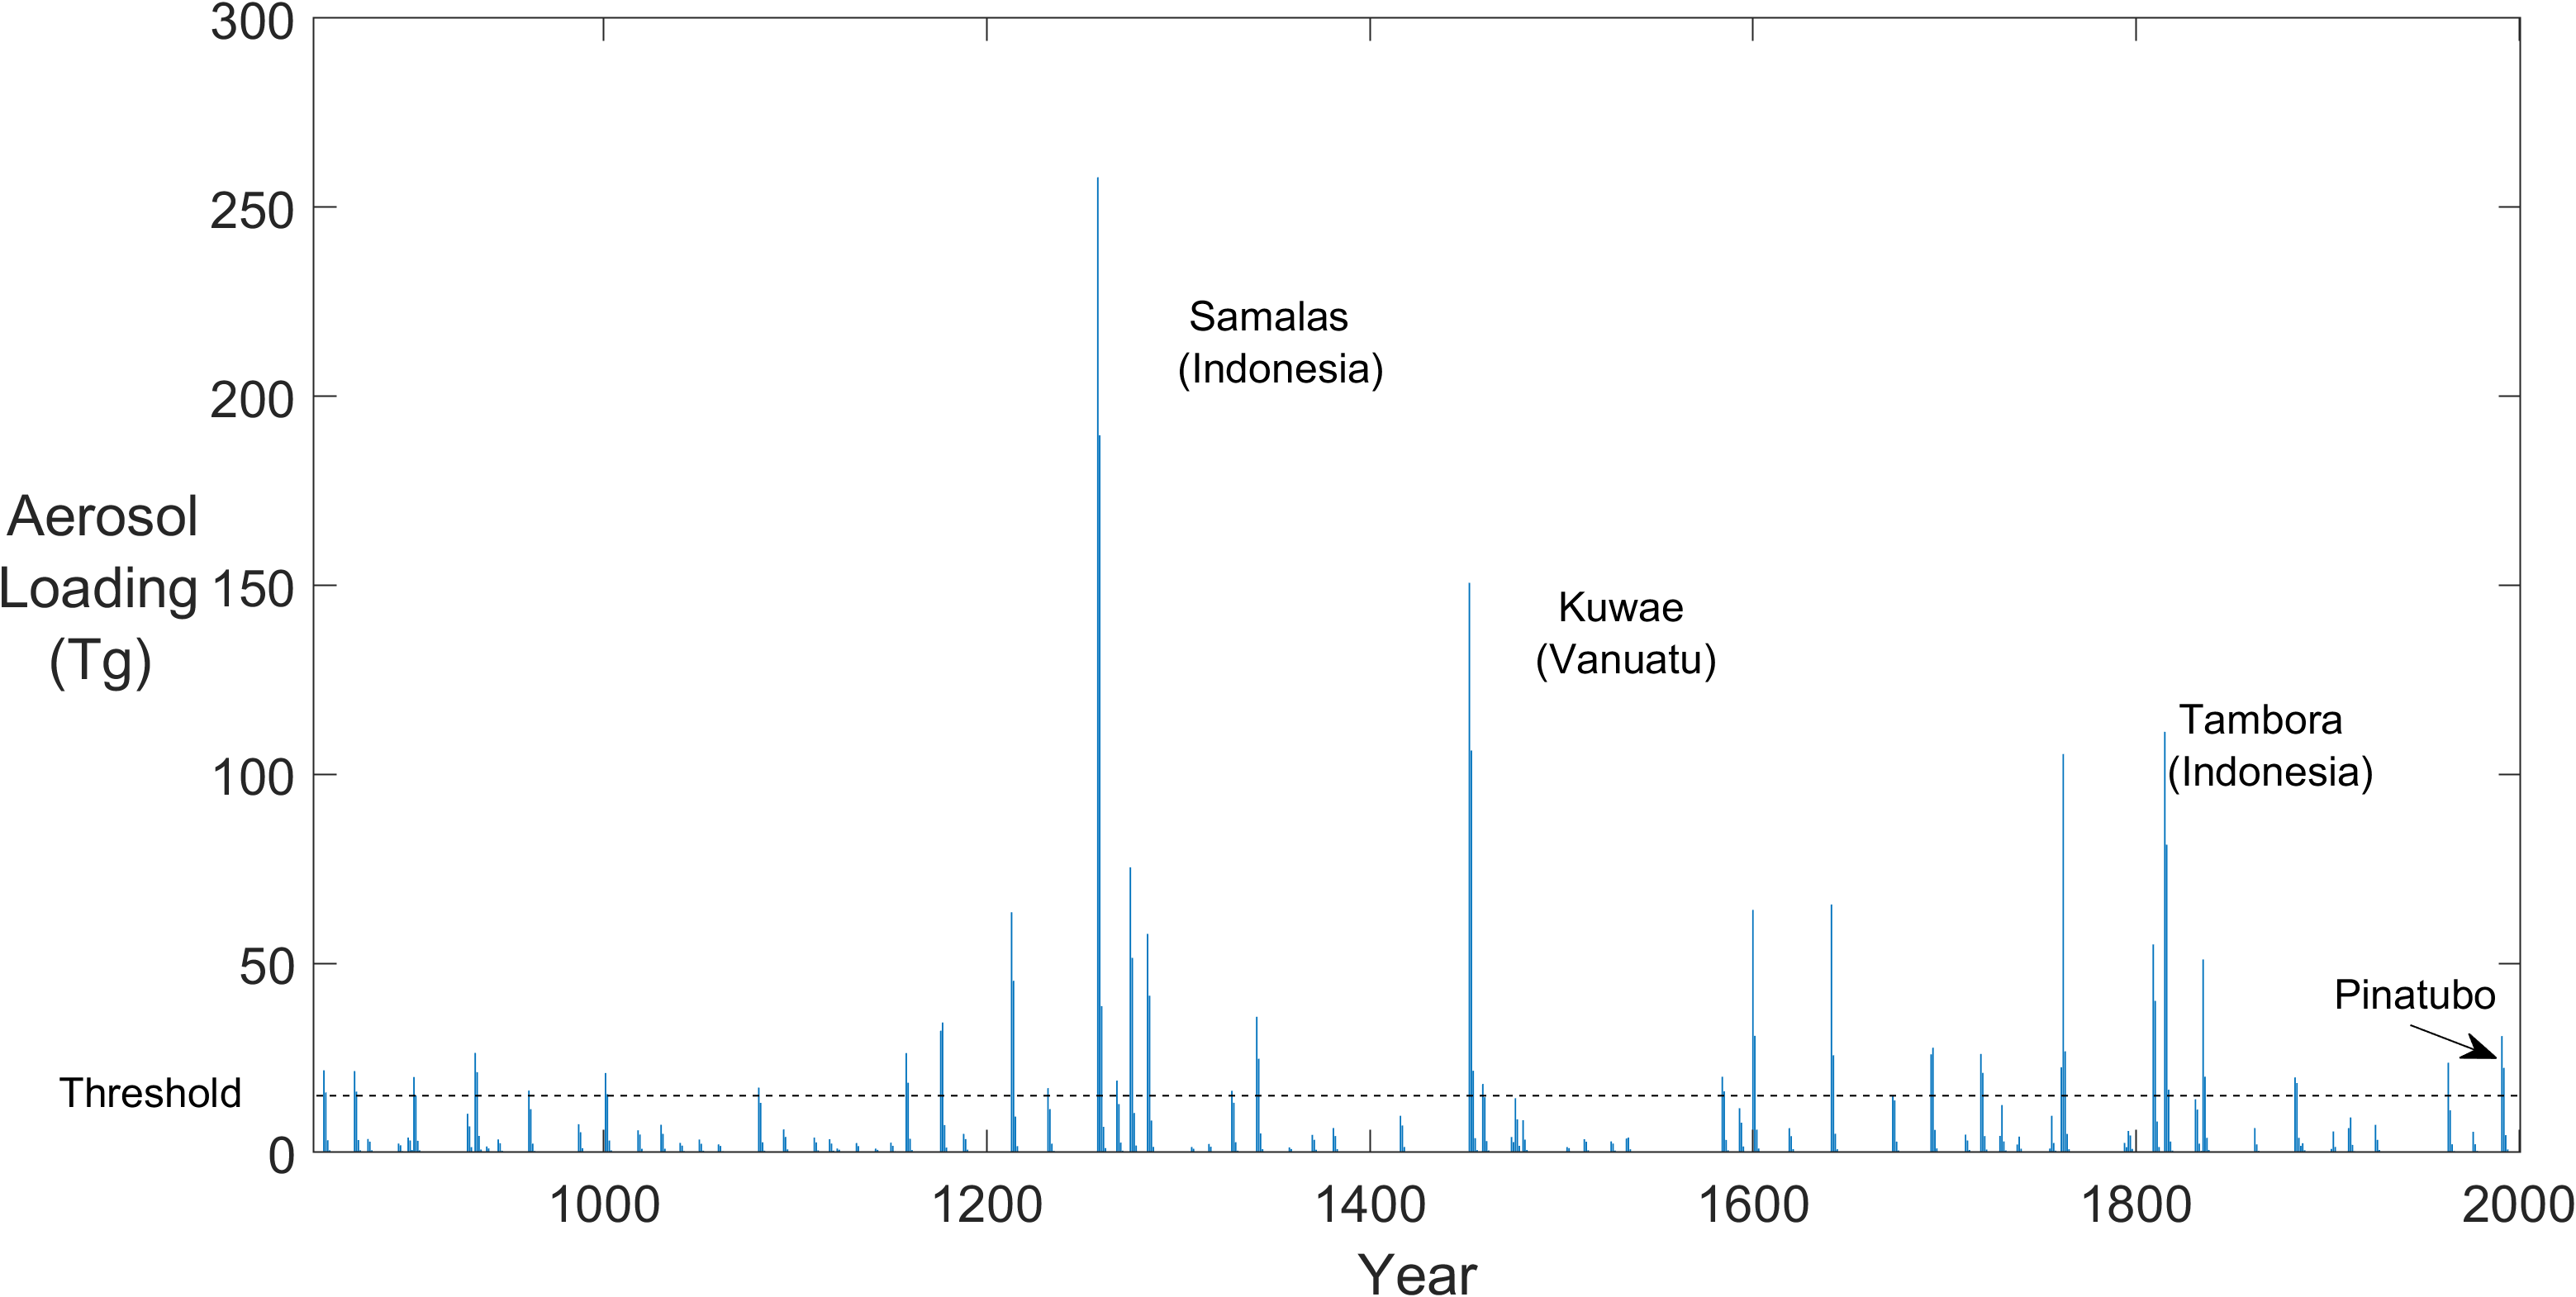 300
250
200
150
100
50
0
Aerosol
Loading
(Tg)
Threshold
Samalas
(Indonesia)
Kuwae
(Vanuatu)
Tambora
(Indonesia)
Pinatubo
1000 1200 1400 1600 1800 2000
Year